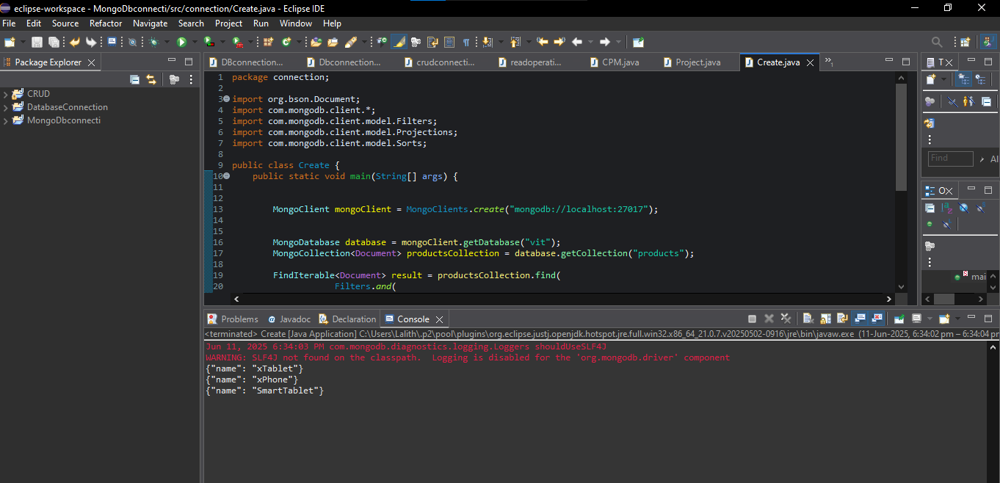 eclipse-workspace - MongoDbconnecti/src/connection/Create.java - Eclipse IDE
File Edit Source Refactor Navigate Search Project Run Window Help
Package Explorer
CRUD
DatabaseConnection
MongoDbconnecti
DBconnection... Dbconnection... crudconnecti... readoperati... CPM.java Project.java Create.java »1
1 package connection;
2
3 import org.bson.Document;
4 import com.mongodb.client.*;
5 import com.mongodb.client.model.Filters;
6 import com.mongodb.client.model.Projections;
7 import com.mongodb.client.model.Sorts;
8
9 public class Create {
10 public static void main(String[] args) {
11
12
13 MongoClient mongoClient = MongoClients.create("mongodb://localhost:27017");
14
15
16 MongoDatabase database = mongoClient.getDatabase("vit");
17 MongoCollection<Document> productsCollection = database.getCollection("products");
18
19 FindIterable<Document> result = productsCollection.find(
20 Filters.and(
T
Find
Al
O
mai
Problems Javadoc Declaration Console
<terminated> Create [Java Application] C:\Users\Lalith\.p2\pool\plugins\org.eclipse.justj.openjdk.hotspot.jre.full.win32.x86_64_21.0.7.v20250502-0916\jre\bin\javaw.exe (11-Jun-2025, 6:34:02 pm – 6:34:04 pr
Jun 11, 2025 6:34:03 PM com.mongodb.diagnostics.logging.Loggers shouldUseSLF4J
WARNING: SLF4J not found on the classpath.  Logging is disabled for the 'org.mongodb.driver' component
{"name": "xTablet"}
{"name": "xPhone"}
{"name": "SmartTablet"}